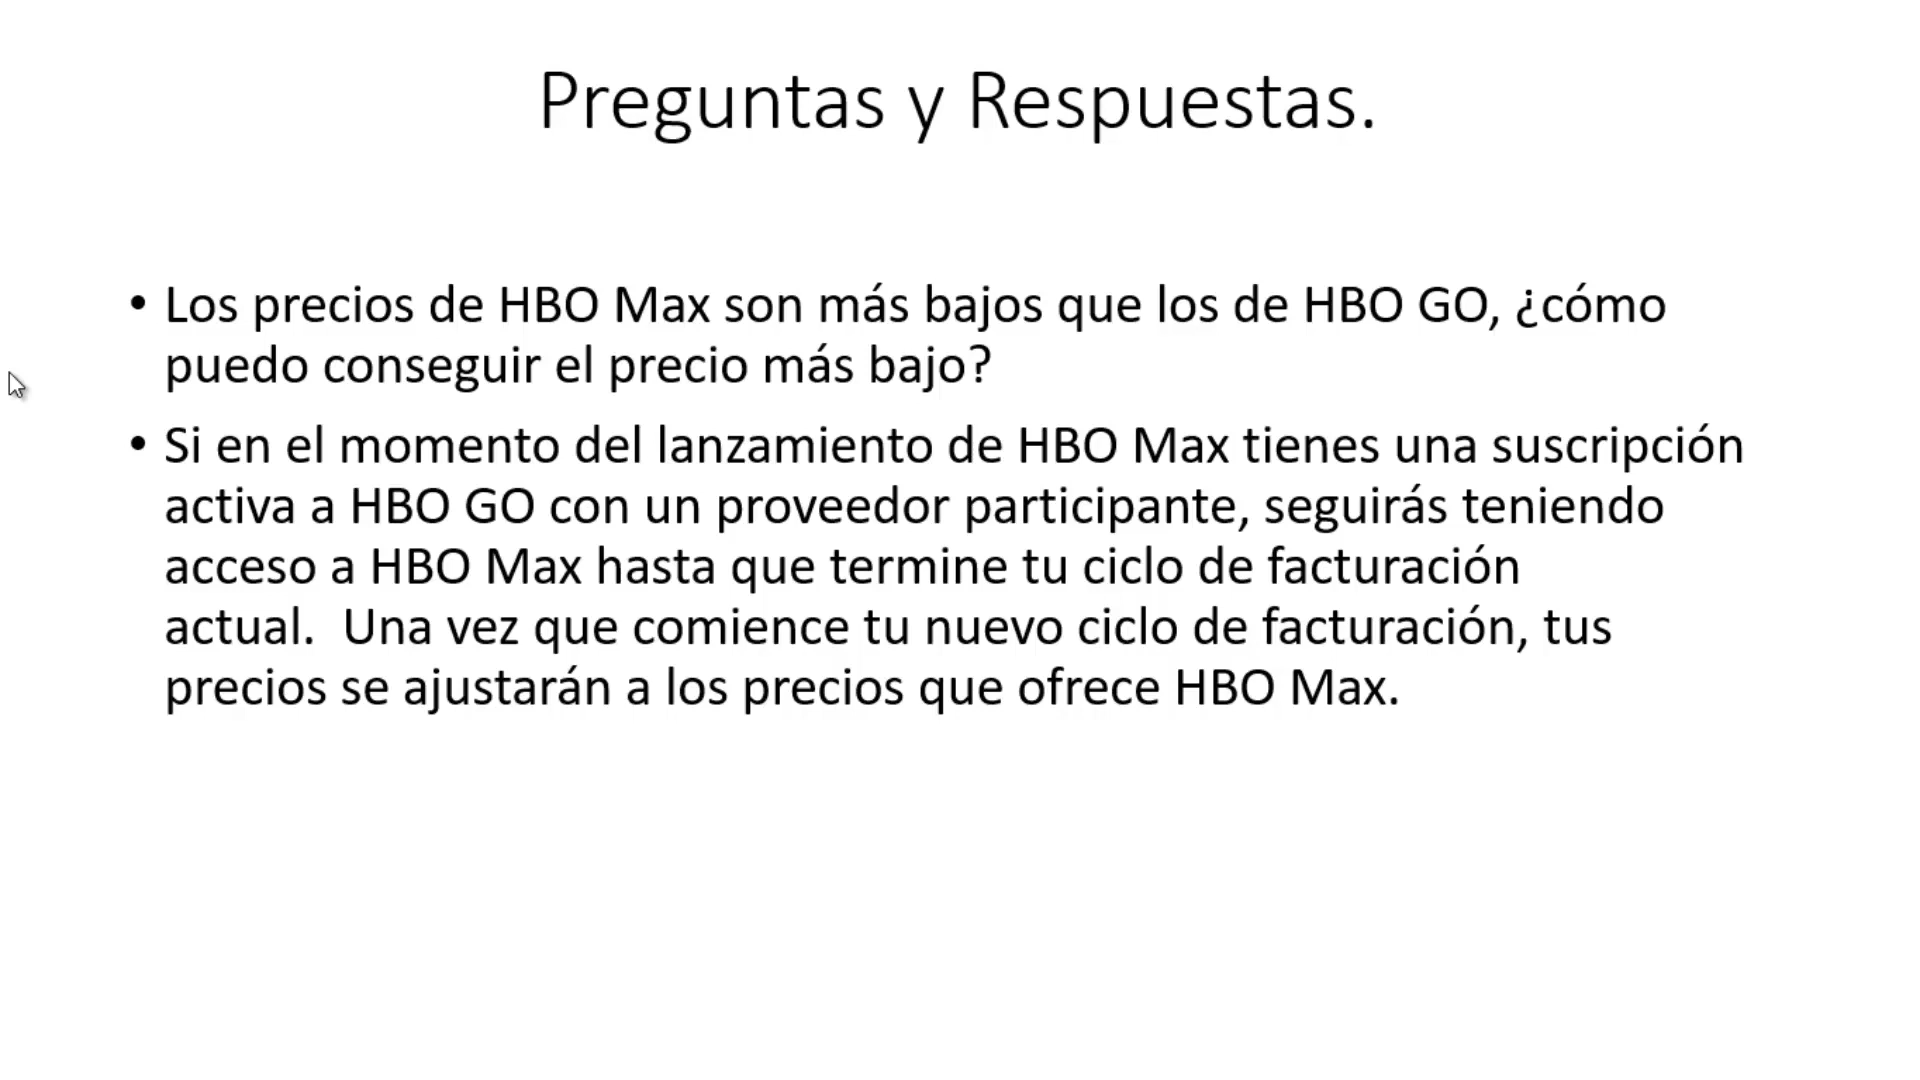 Preguntas y Respuestas.
• Los precios de HBO Max son más bajos que los de HBO GO, ¿cómo
puedo conseguir el precio más bajo?
• Si en el momento del lanzamiento de HBO Max tienes una suscripción
activa a HBO GO con un proveedor participante, seguirás teniendo
acceso a HBO Max hasta que termine tu ciclo de facturación
actual.  Una vez que comience tu nuevo ciclo de facturación, tus
precios se ajustarán a los precios que ofrece HBO Max.